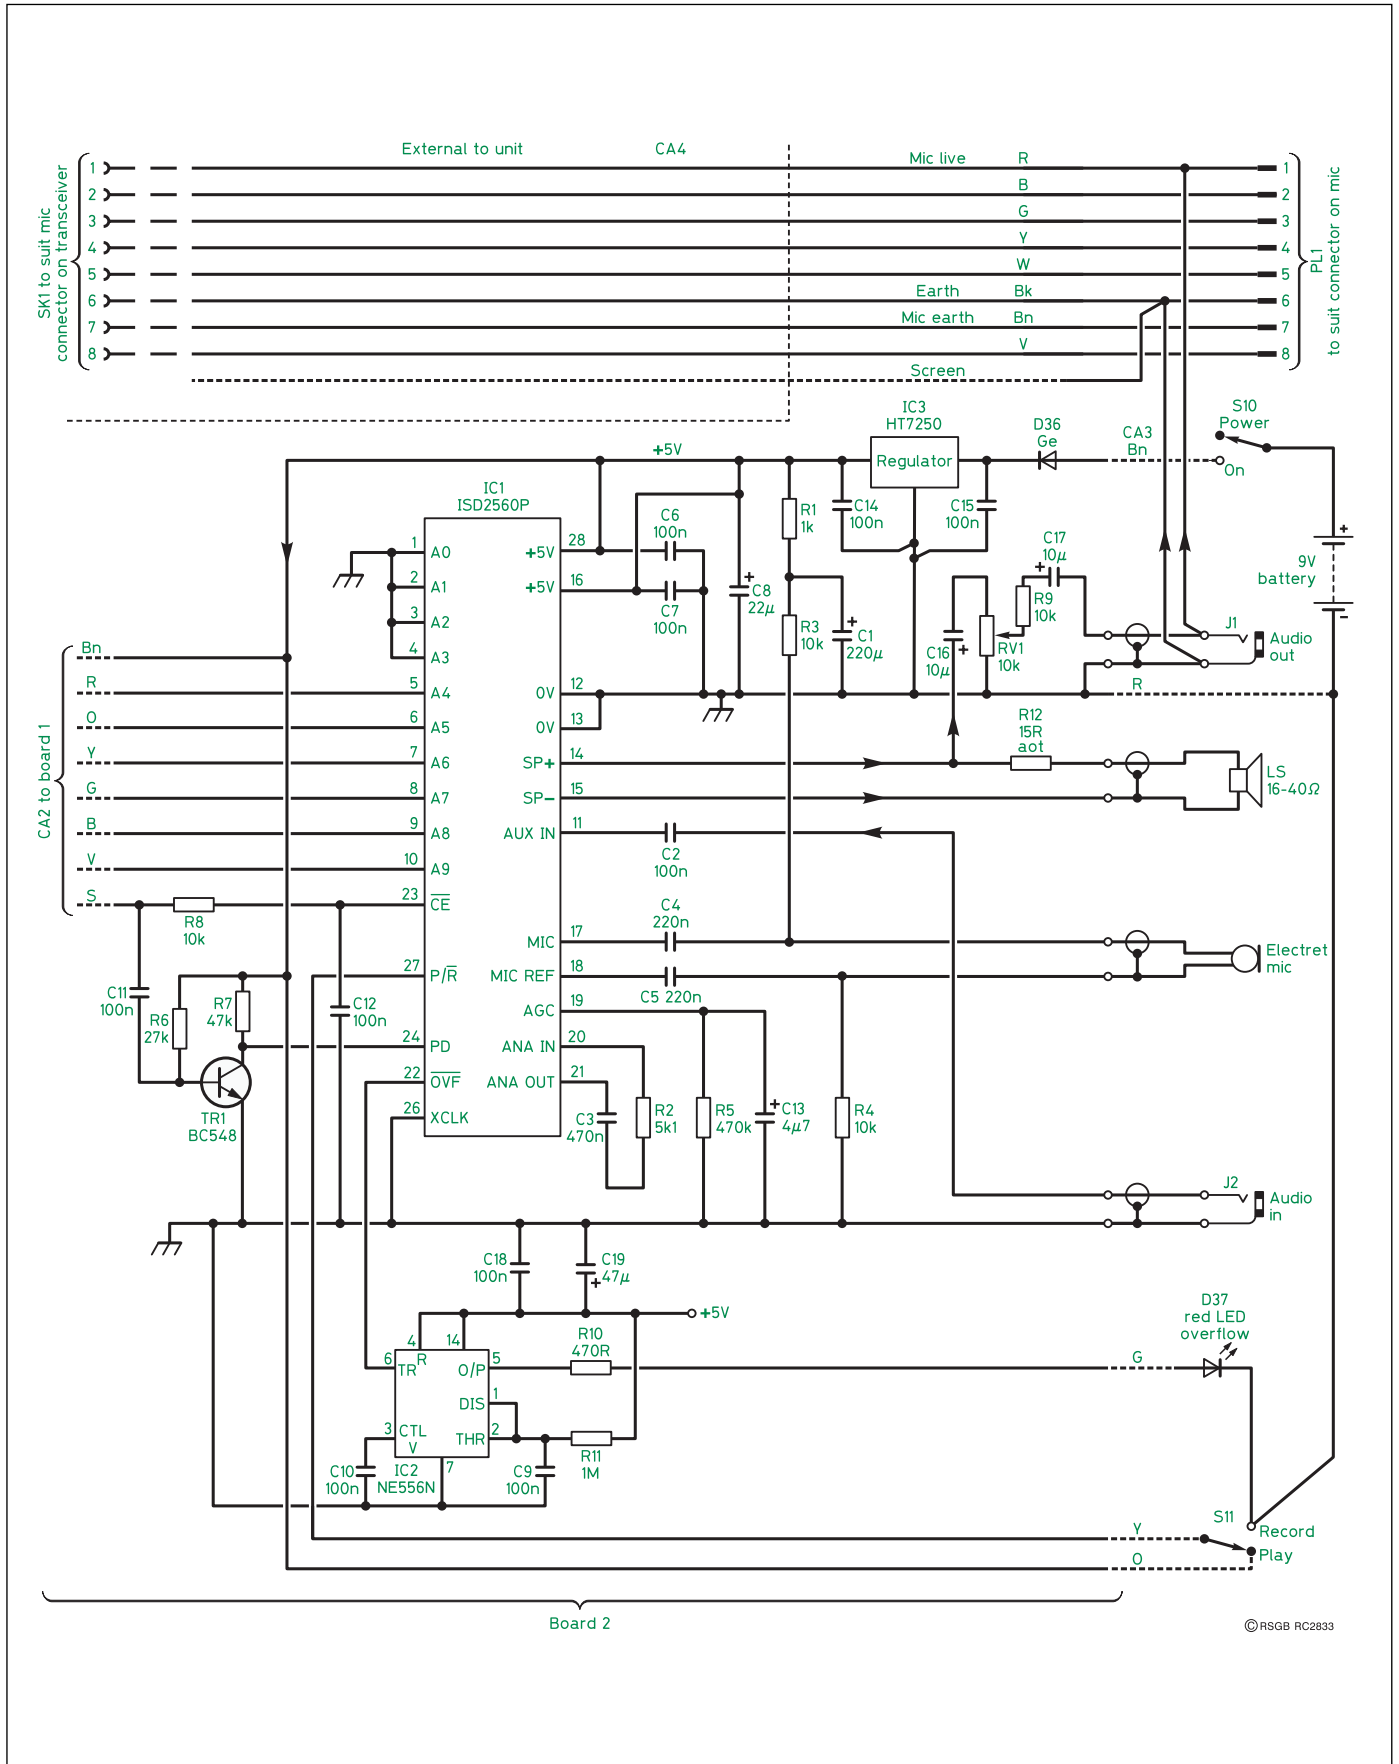 SK1 to suit mic
connector on transceiver
1
2
3
4
5
6
7
8
External to unit
CA4
Mic live
R
B
G
Y
W
Earth
Bk
Mic earth
Bn
V
Screen
1
2
3
4
5
6
7
8
PL1
to suit connector on mic
S10
Power
On
CA3
Bn
D36
Ge
IC3
HT7250
Regulator
+5V
IC1
ISD2560P
C14
100n
C15
100n
R1
1k
C6
100n
C7
100n
C8
22µ
+
R3
10k
C1
220µ
+
C16
10µ
+
RV1
10k
R9
10k
C17
10µ
+
9V
battery
+
-
J1
Audio
out
R
1
2
3
4
5
6
7
8
9
10
23
27
24
22
26
A0
A1
A2
A3
A4
A5
A6
A7
A8
A9
CE
P/R
PD
OVF
XCLK
+5V
+5V
0V
0V
SP+
SP–
AUX IN
MIC
MIC REF
AGC
ANA IN
ANA OUT
28
16
12
13
14
15
11
17
18
19
20
21
CA2 to board 1
Bn
R
O
Y
G
B
V
S
R12
15R
aot
LS
16-40Ω
C2
100n
C4
220n
C5 220n
Electret
mic
R8
10k
C11
100n
R6
27k
R7
47k
C12
100n
TR1
BC548
C3
470n
R2
5k1
R5
470k
C13
4µ7
+
R4
10k
J2
Audio
in
C18
100n
C19
47µ
+
+5V
D37
red LED
overflow
4
14
R
6
TR
O/P
5
DIS
1
3
CTL
V
THR
2
7
IC2
NE556N
R10
470R
R11
1M
C10
100n
C9
100n
G
S11
Record
Play
Y
O
Board 2
© RSGB RC2833